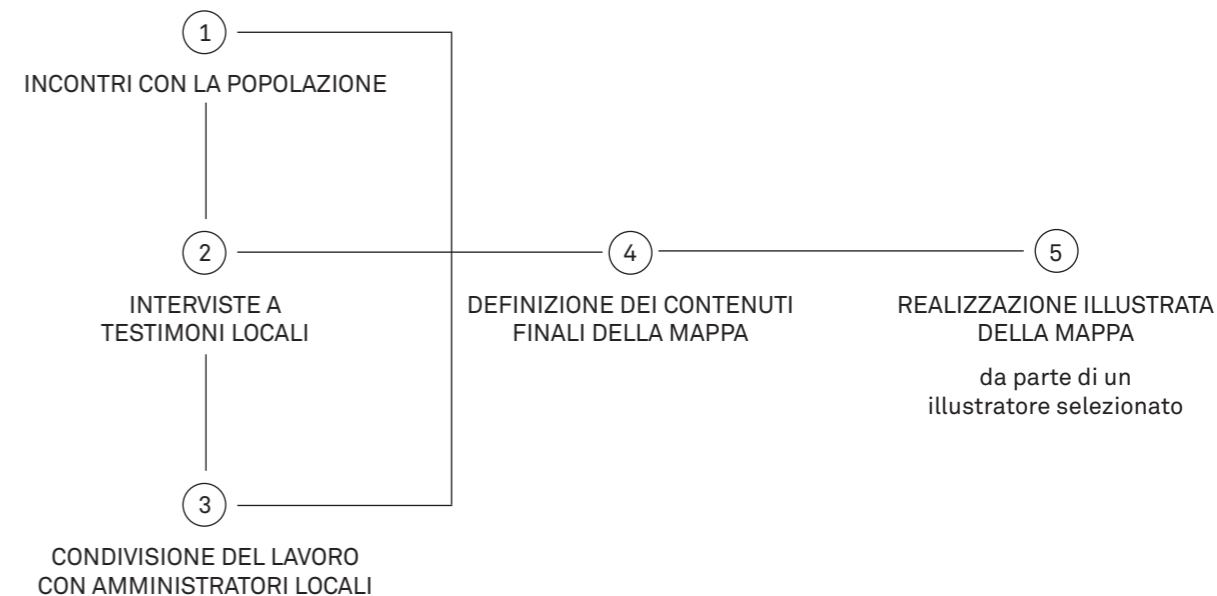 1
INCONTRI CON LA POPOLAZIONE
2
INTERVISTE A
TESTIMONI LOCALI
3
CONDIVISIONE DEL LAVORO
CON AMMINISTRATORI LOCALI
4
DEFINIZIONE DEI CONTENUTI
FINALI DELLA MAPPA
5
REALIZZAZIONE ILLUSTRATA
DELLA MAPPA
da parte di un
illustratore selezionato